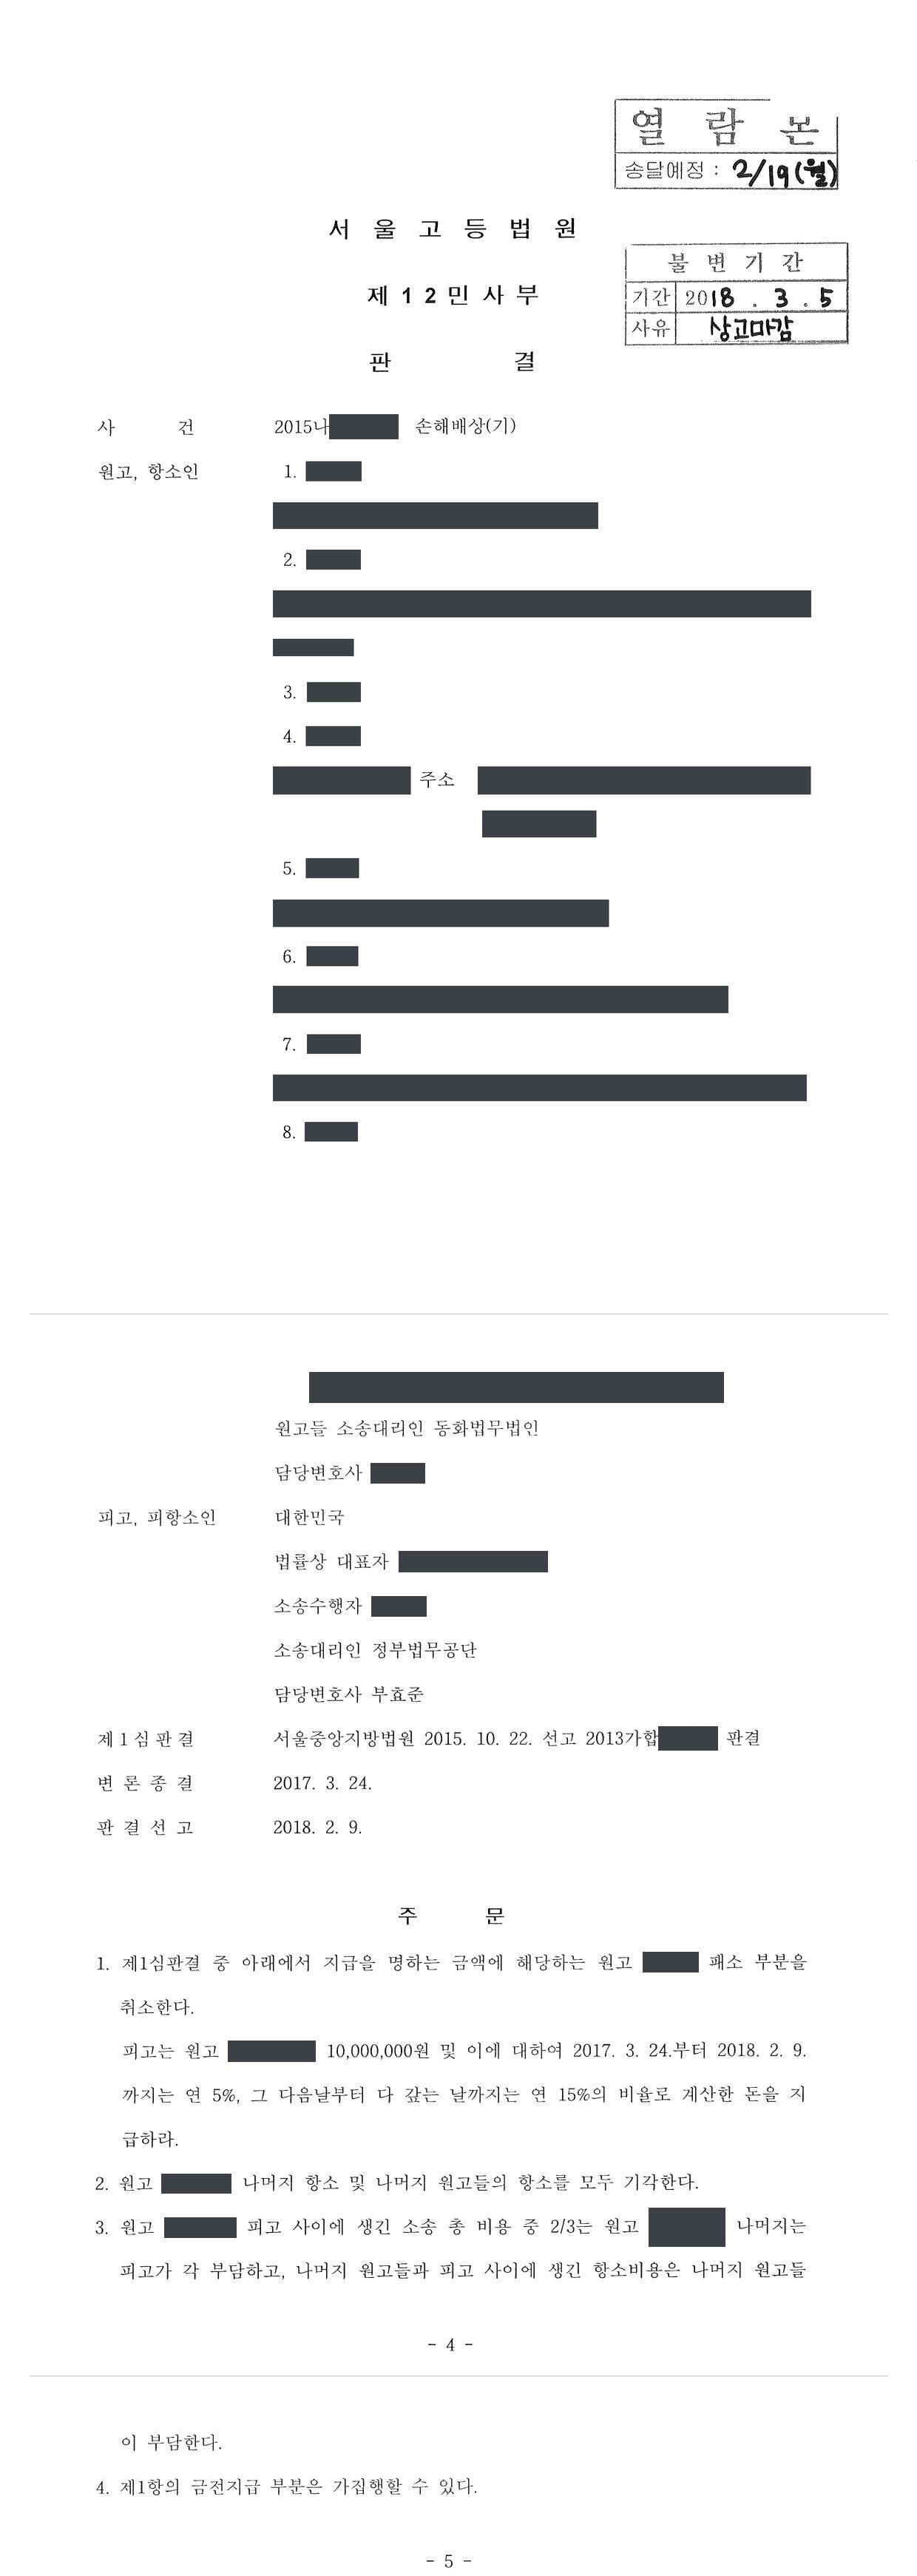 열 람 본
송달예정 : 2/19(월)
서 울 고 등 법 원
불 변 기 간
제 1 2 민 사 부
기간 2018 . 3 . 5
사유 상고마감
판 결
사 건 2015나 손해배상(기)
원고, 항소인 1.
2.
3.
4.
주소
5.
6.
7.
8.
원고들 소송대리인 동화법무법인
담당변호사
피고, 피항소인 대한민국
법률상 대표자
소송수행자
소송대리인 정부법무공단
담당변호사 부효준
제 1 심 판 결 서울중앙지방법원 2015. 10. 22. 선고 2013가합 판결
변 론 종 결 2017. 3. 24.
판 결 선 고 2018. 2. 9.
주 문
1. 제1심판결 중 아래에서 지급을 명하는 금액에 해당하는 원고 패소 부분을
취소한다.
피고는 원고 10,000,000원 및 이에 대하여 2017. 3. 24.부터 2018. 2. 9.
까지는 연 5%, 그 다음날부터 다 갚는 날까지는 연 15%의 비율로 계산한 돈을 지
급하라.
2. 원고 나머지 항소 및 나머지 원고들의 항소를 모두 기각한다.
3. 원고 피고 사이에 생긴 소송 총 비용 중 2/3는 원고 나머지는
피고가 각 부담하고, 나머지 원고들과 피고 사이에 생긴 항소비용은 나머지 원고들
- 4 -
이 부담한다.
4. 제1항의 금전지급 부분은 가집행할 수 있다.
- 5 -